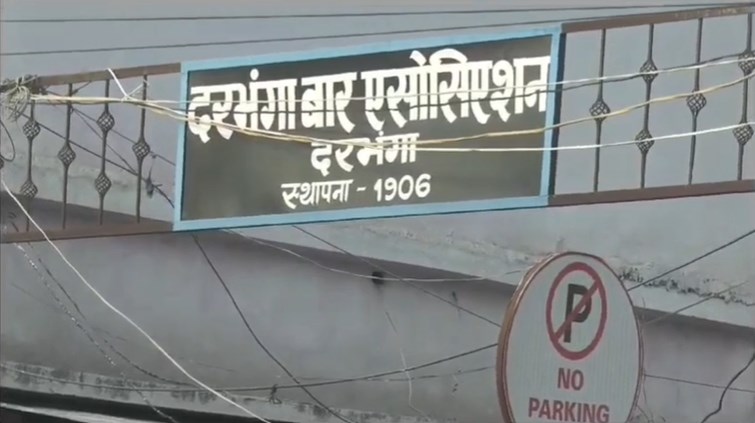 दरभंगा बार एसोसिएशन
दरभंगा
स्थापना - 1906
P
NO
PARKING